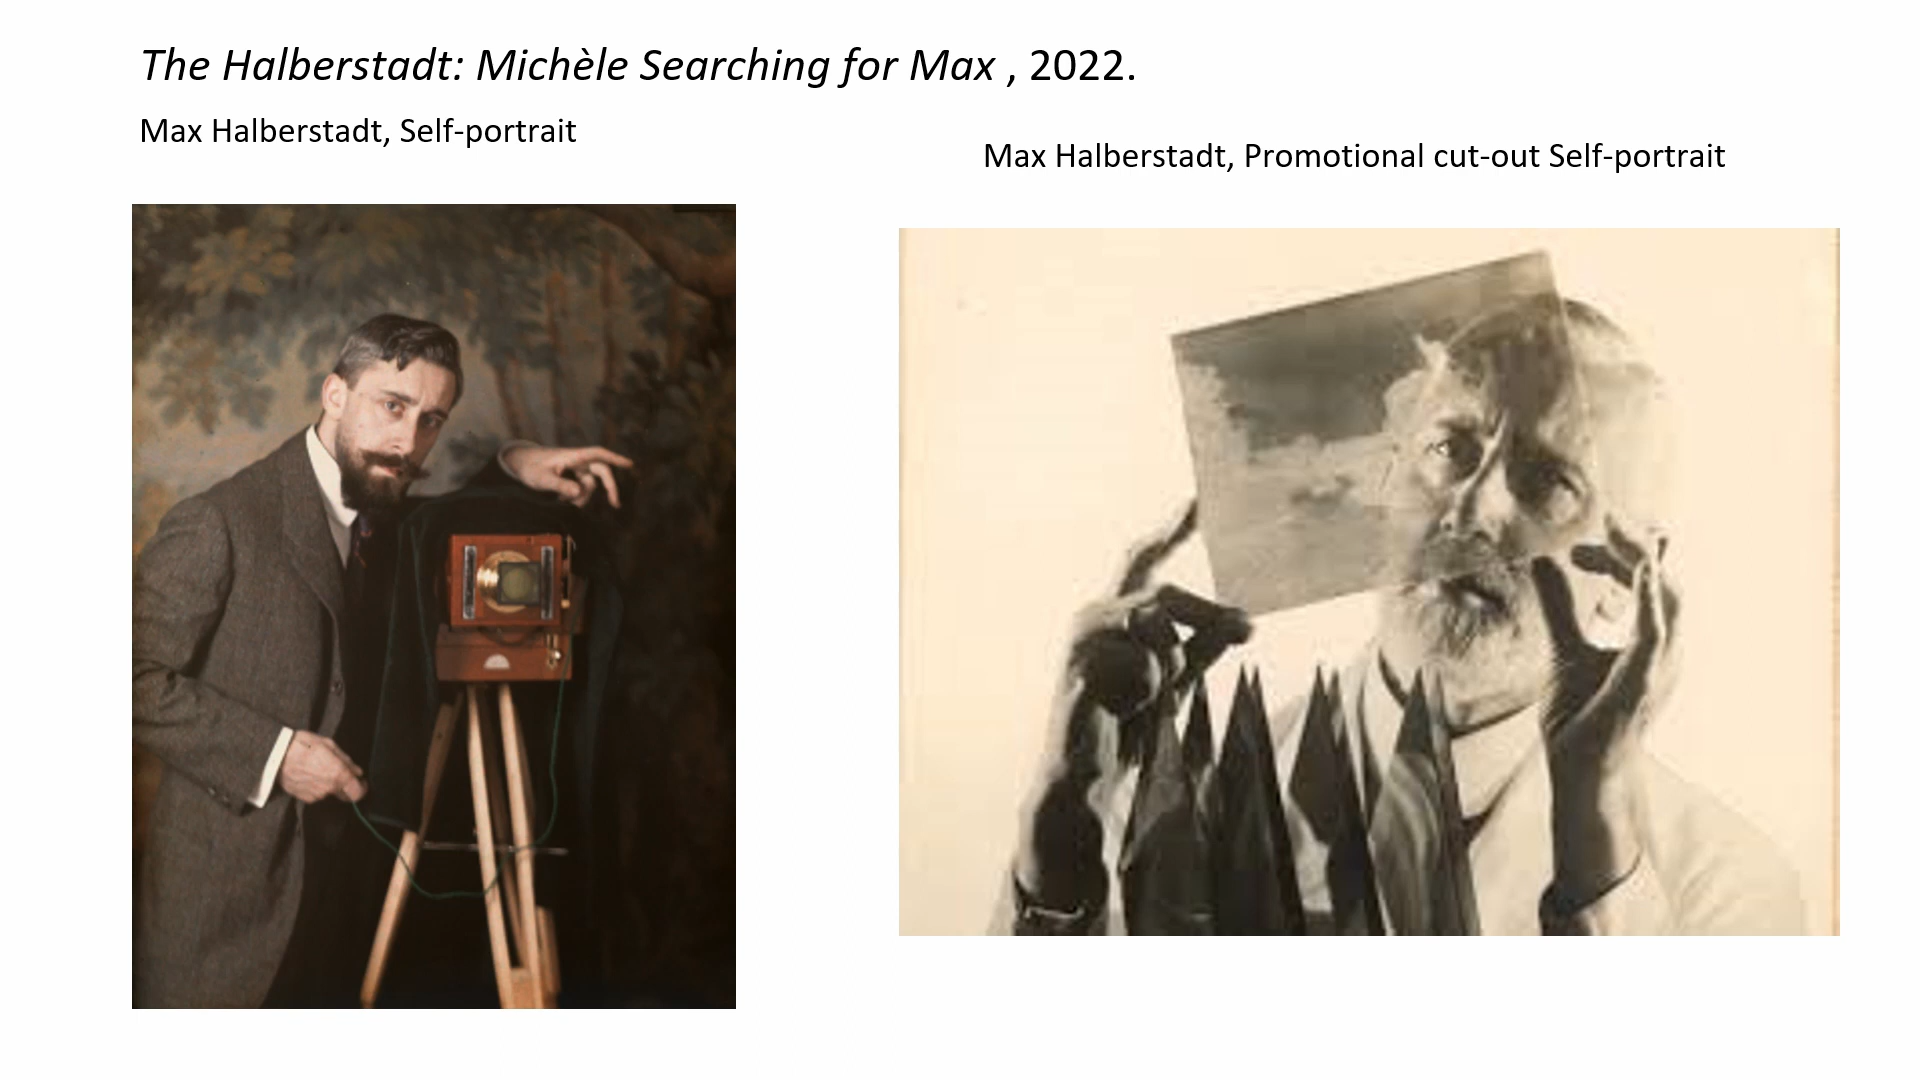 The Halberstadt: Michèle Searching for Max , 2022.
Max Halberstadt, Self-portrait
Max Halberstadt, Promotional cut-out Self-portrait